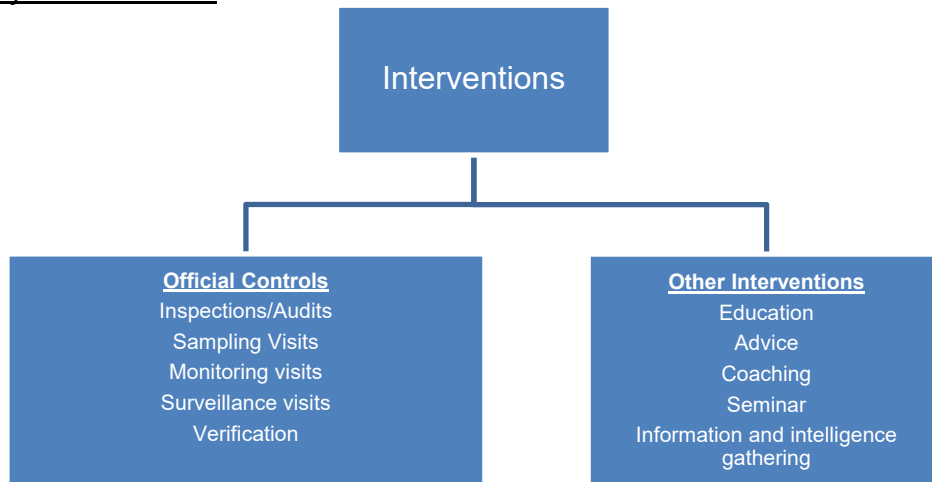 Interventions
Official Controls
Inspections/Audits
Sampling Visits
Monitoring visits
Surveillance visits
Verification
Other Interventions
Education
Advice
Coaching
Seminar
Information and intelligence
gathering